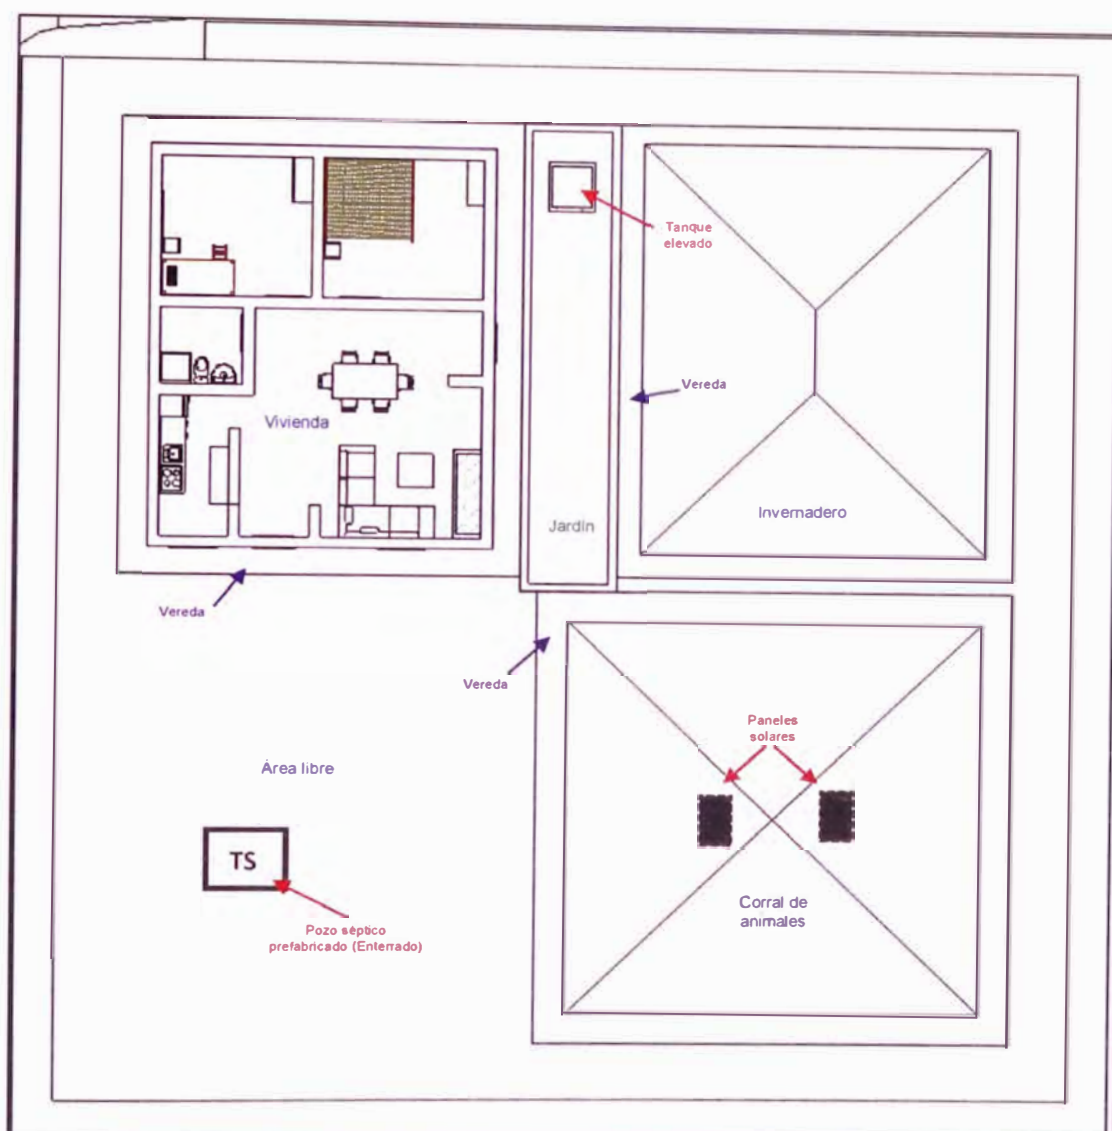 Tanque
elevado
Vereda
Vivienda
Invernadero
Jardín
Vereda
Vereda
Paneles
solares
Área libre
TS
Corral de
animales
Pozo séptico
prefabricado (Enterrado)